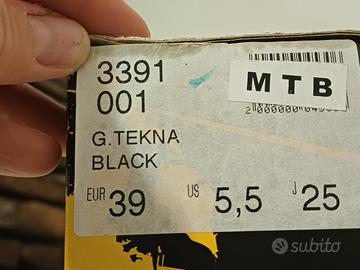 3391
001
MTB
G.TEKNA
BLACK
EUR 39 US 5,5 J 25
subito